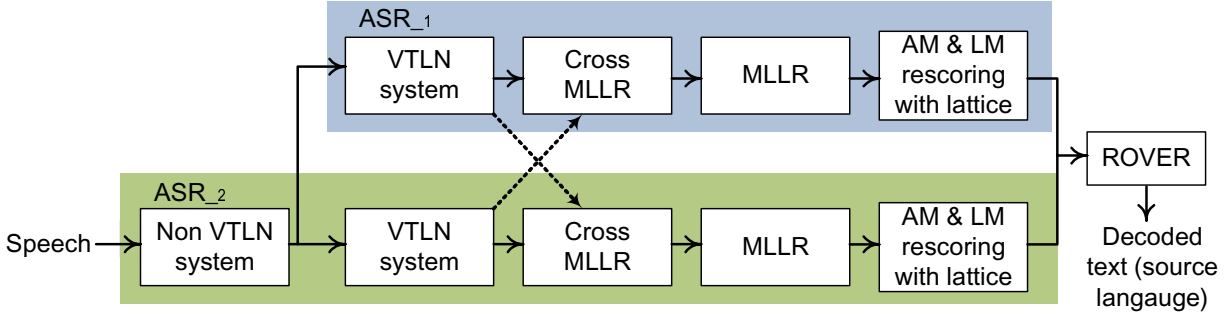 ASR_1
VTLN
system
Cross
MLLR
MLLR
AM & LM
rescoring
with lattice
ROVER
ASR_2
Speech
Non VTLN
system
VTLN
system
Cross
MLLR
MLLR
AM & LM
rescoring
with lattice
Decoded
text (source
langauge)